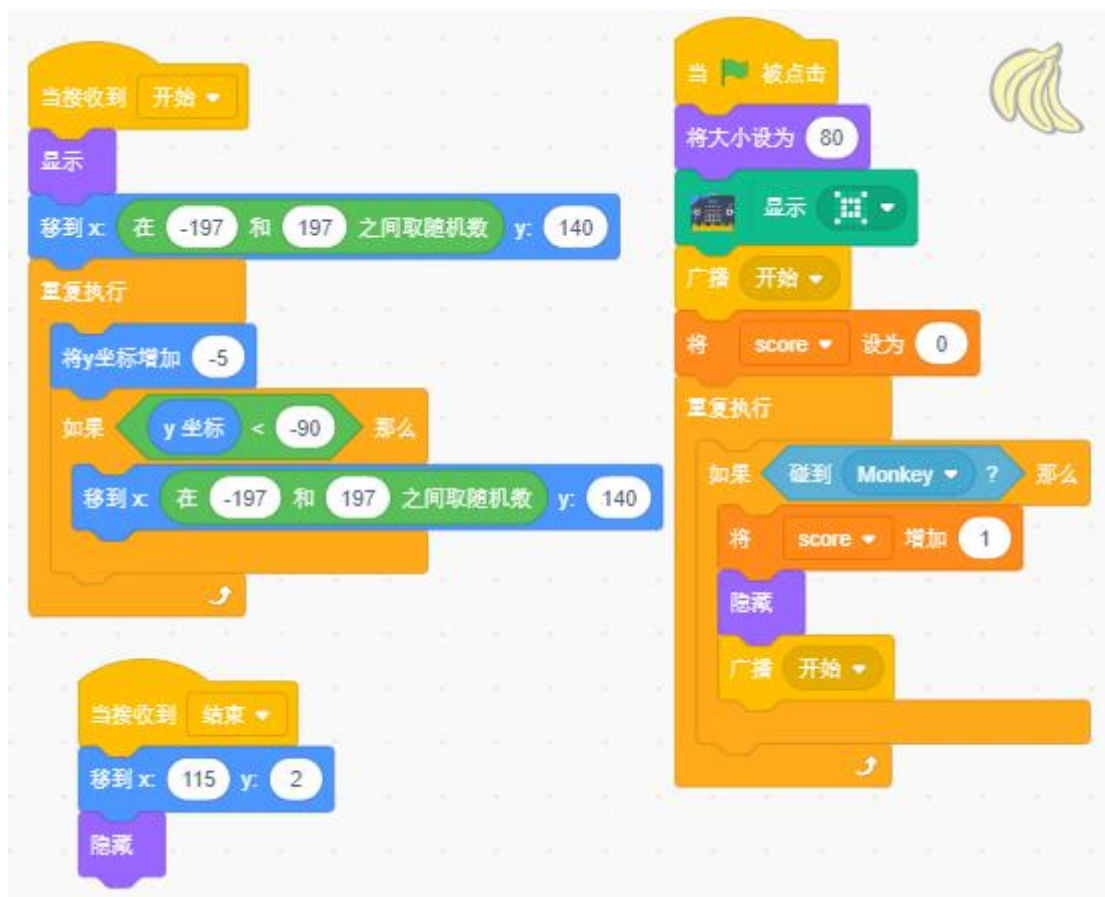 当接收到 开始
显示
移到 x: 在 -197 和 197 之间取随机数 y: 140
重复执行
将y坐标增加 -5
如果 y 坐标 < -90 那么
移到 x: 在 -197 和 197 之间取随机数 y: 140
当接收到 结束
移到 x: 115 y: 2
隐藏
当 被点击
将大小设为 80
显示
广播 开始
将 score 设为 0
重复执行
如果 碰到 Monkey ? 那么
将 score 增加 1
隐藏
广播 开始